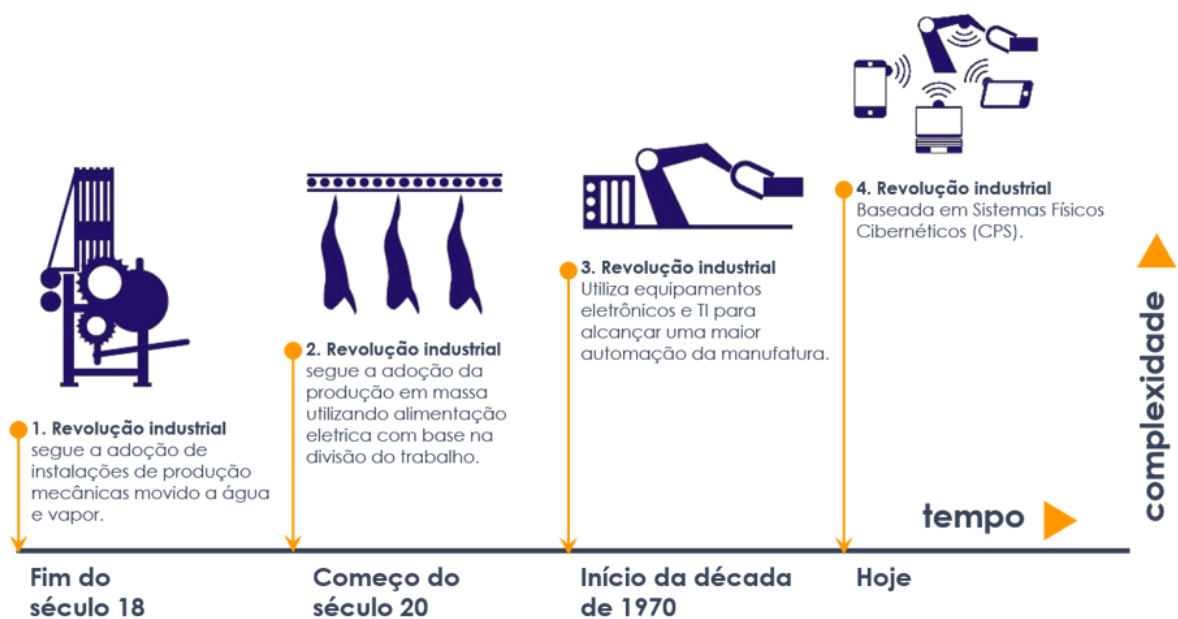 1. Revolução industrial
segue a adoção de
instalações de produção
mecânicas movido a água
e vapor.
2. Revolução industrial
segue a adoção da
produção em massa
utilizando alimentação
eletrica com base na
divisão do trabalho.
3. Revolução industrial
Utiliza equipamentos
eletrônicos e TI para
alcançar uma maior
automação da manufatura.
4. Revolução industrial
Baseada em Sistemas Físicos
Cibernéticos (CPS).
complexidade
tempo
Fim do
século 18
Começo do
século 20
Início da década
de 1970
Hoje